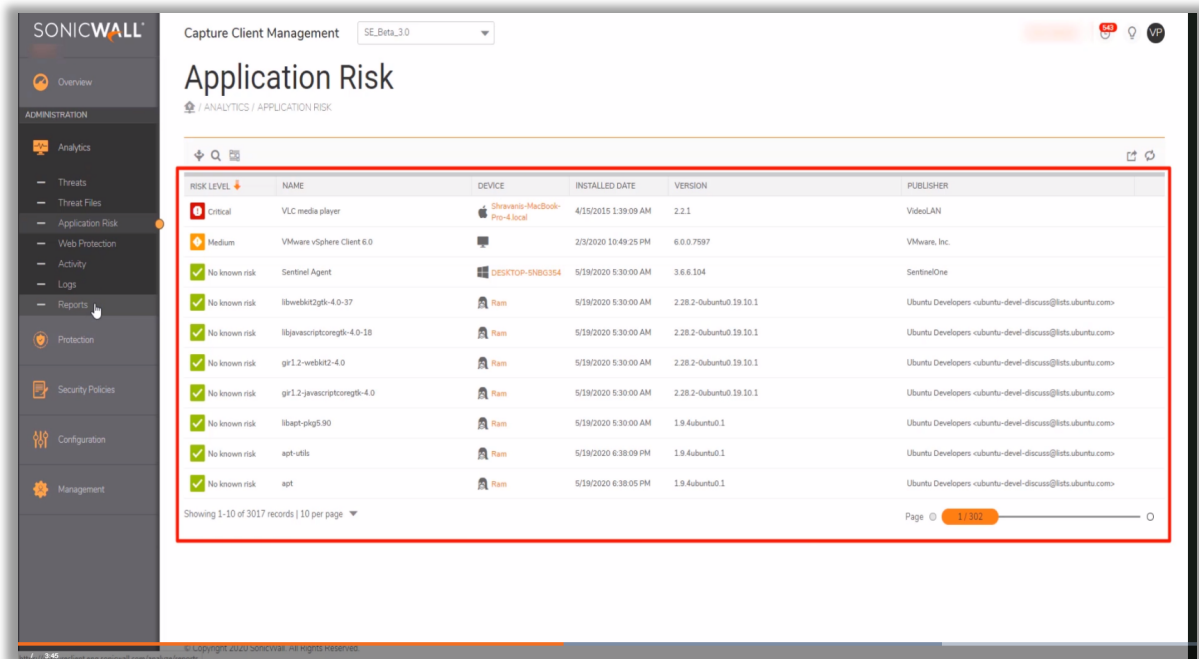 SONICWALL
Capture Client Management SE_Beta_3.0 543 VP
Application Risk
/ ANALYTICS / APPLICATION RISK
Overview
ADMINISTRATION
Analytics
Threats
Threat Files
Application Risk
Web Protection
Activity
Logs
Reports
Protection
Security Policies
Configuration
Management
RISK LEVEL NAME DEVICE INSTALLED DATE VERSION PUBLISHER
Critical VLC media player Shravanis-MacBook-Pro-4.local 4/15/2015 1:39:09 AM 2.2.1 VideoLAN
Medium VMware vSphere Client 6.0 2/3/2020 10:49:25 PM 6.0.0.7597 VMware, Inc.
No known risk Sentinel Agent DESKTOP-5NBG354 5/19/2020 5:30:00 AM 3.6.6.104 SentinelOne
No known risk libwebkit2gtk-4.0-37 Ram 5/19/2020 5:30:00 AM 2.28.2-0ubuntu0.19.10.1 Ubuntu Developers <ubuntu-devel-discuss@lists.ubuntu.com>
No known risk libjavascriptcoregtk-4.0-18 Ram 5/19/2020 5:30:00 AM 2.28.2-0ubuntu0.19.10.1 Ubuntu Developers <ubuntu-devel-discuss@lists.ubuntu.com>
No known risk gir1.2-webkit2-4.0 Ram 5/19/2020 5:30:00 AM 2.28.2-0ubuntu0.19.10.1 Ubuntu Developers <ubuntu-devel-discuss@lists.ubuntu.com>
No known risk gir1.2-javascriptcoregtk-4.0 Ram 5/19/2020 5:30:00 AM 2.28.2-0ubuntu0.19.10.1 Ubuntu Developers <ubuntu-devel-discuss@lists.ubuntu.com>
No known risk libapt-pkg5.90 Ram 5/19/2020 5:30:00 AM 1.9.4ubuntu0.1 Ubuntu Developers <ubuntu-devel-discuss@lists.ubuntu.com>
No known risk apt-utils Ram 5/19/2020 6:38:09 PM 1.9.4ubuntu0.1 Ubuntu Developers <ubuntu-devel-discuss@lists.ubuntu.com>
No known risk apt Ram 5/19/2020 6:38:05 PM 1.9.4ubuntu0.1 Ubuntu Developers <ubuntu-devel-discuss@lists.ubuntu.com>
Showing 1-10 of 3017 records | 10 per page Page 1 / 302
© Copyright 2020 SonicWall. All Rights Reserved.
/ 3:45